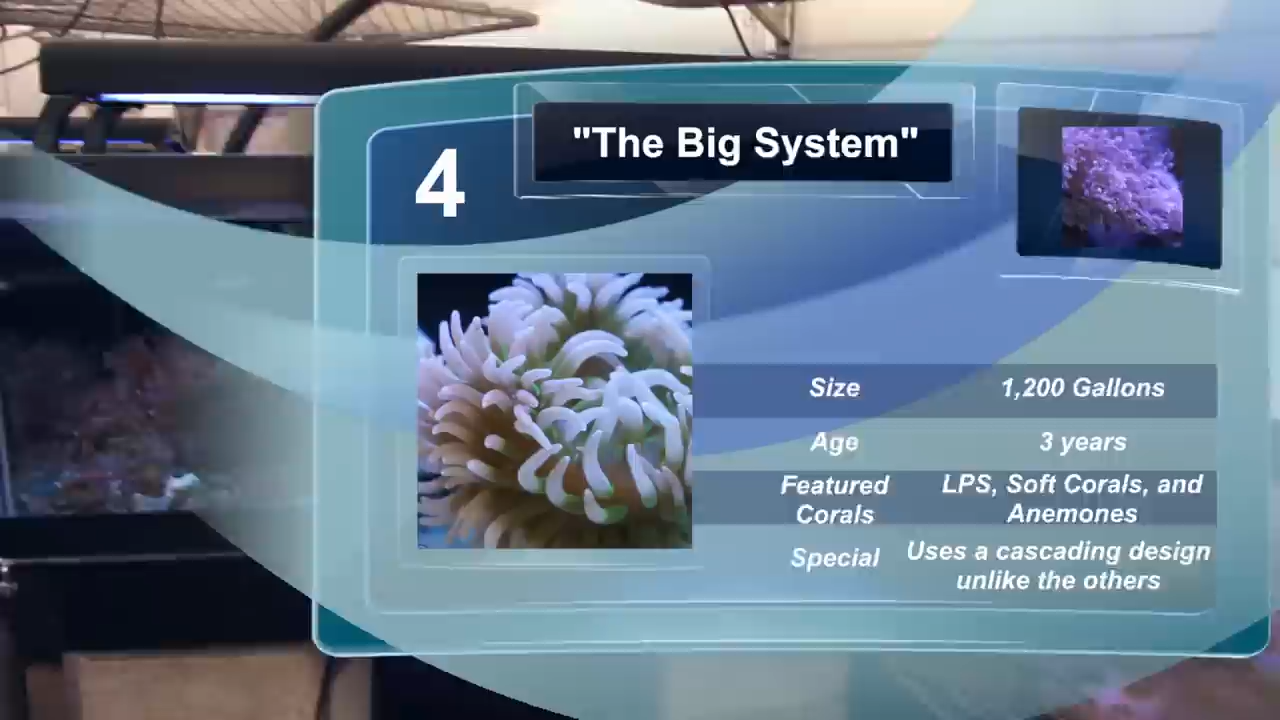 "The Big System"
4
Size 1,200 Gallons
Age 3 years
Featured Corals LPS, Soft Corals, and Anemones
Special Uses a cascading design unlike the others